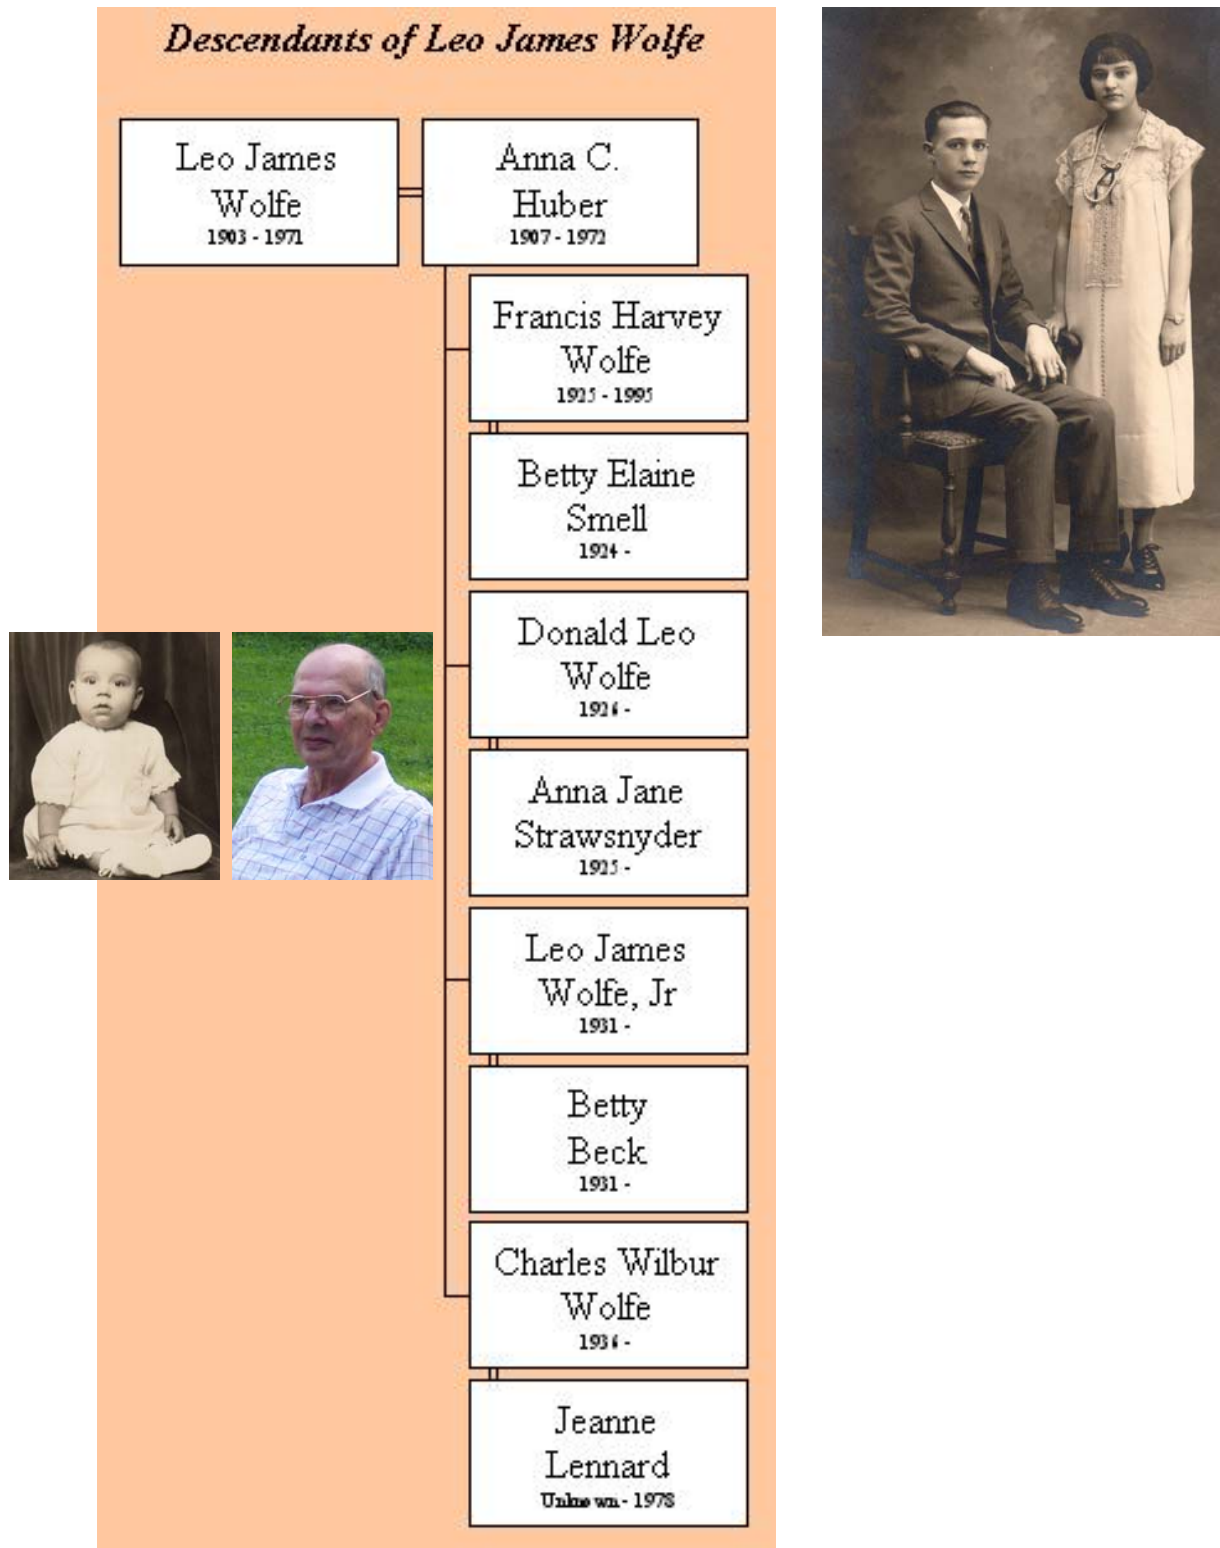 Descendants of Leo James Wolfe
Leo James
Wolfe
1903 - 1971
Anna C.
Huber
1907 - 1972
Francis Harvey
Wolfe
1925 - 1995
Betty Elaine
Smell
1924 -
Donald Leo
Wolfe
1926 -
Anna Jane
Strawsnyder
1925 -
Leo James
Wolfe, Jr
1931 -
Betty
Beck
1931 -
Charles Wilbur
Wolfe
1936 -
Jeanne
Lennard
Unknown - 1978